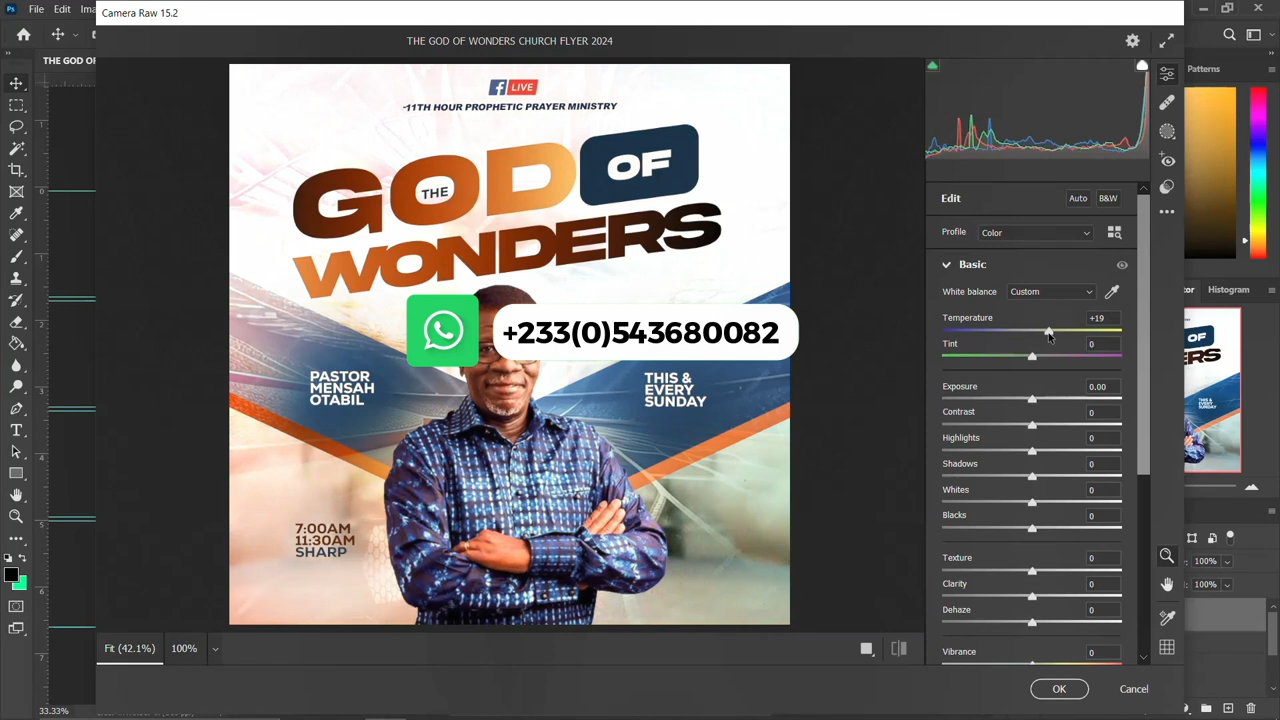 Camera Raw 15.2
File Edit Ima
THE GOD OF
THE GOD OF WONDERS CHURCH FLYER 2024
f LIVE
-11TH HOUR PROPHETIC PRAYER MINISTRY
GOD
THE
OF
WONDERS
+233(0)543680082
PASTOR
MENSAH
OTABIL
THIS &
EVERY
SUNDAY
7:00AM
11:30AM
SHARP
Fit (42.1%) 100%
33.33%
Edit Auto B&W
Profile Color
Basic
White balance Custom
Temperature +19
Tint 0
Exposure 0.00
Contrast 0
Highlights 0
Shadows 0
Whites 0
Blacks 0
Texture 0
Clarity 0
Dehaze 0
Vibrance 0
OK Cancel
Patterns
Histogram
THIS &
EVERY
SUNDAY
100%
100%